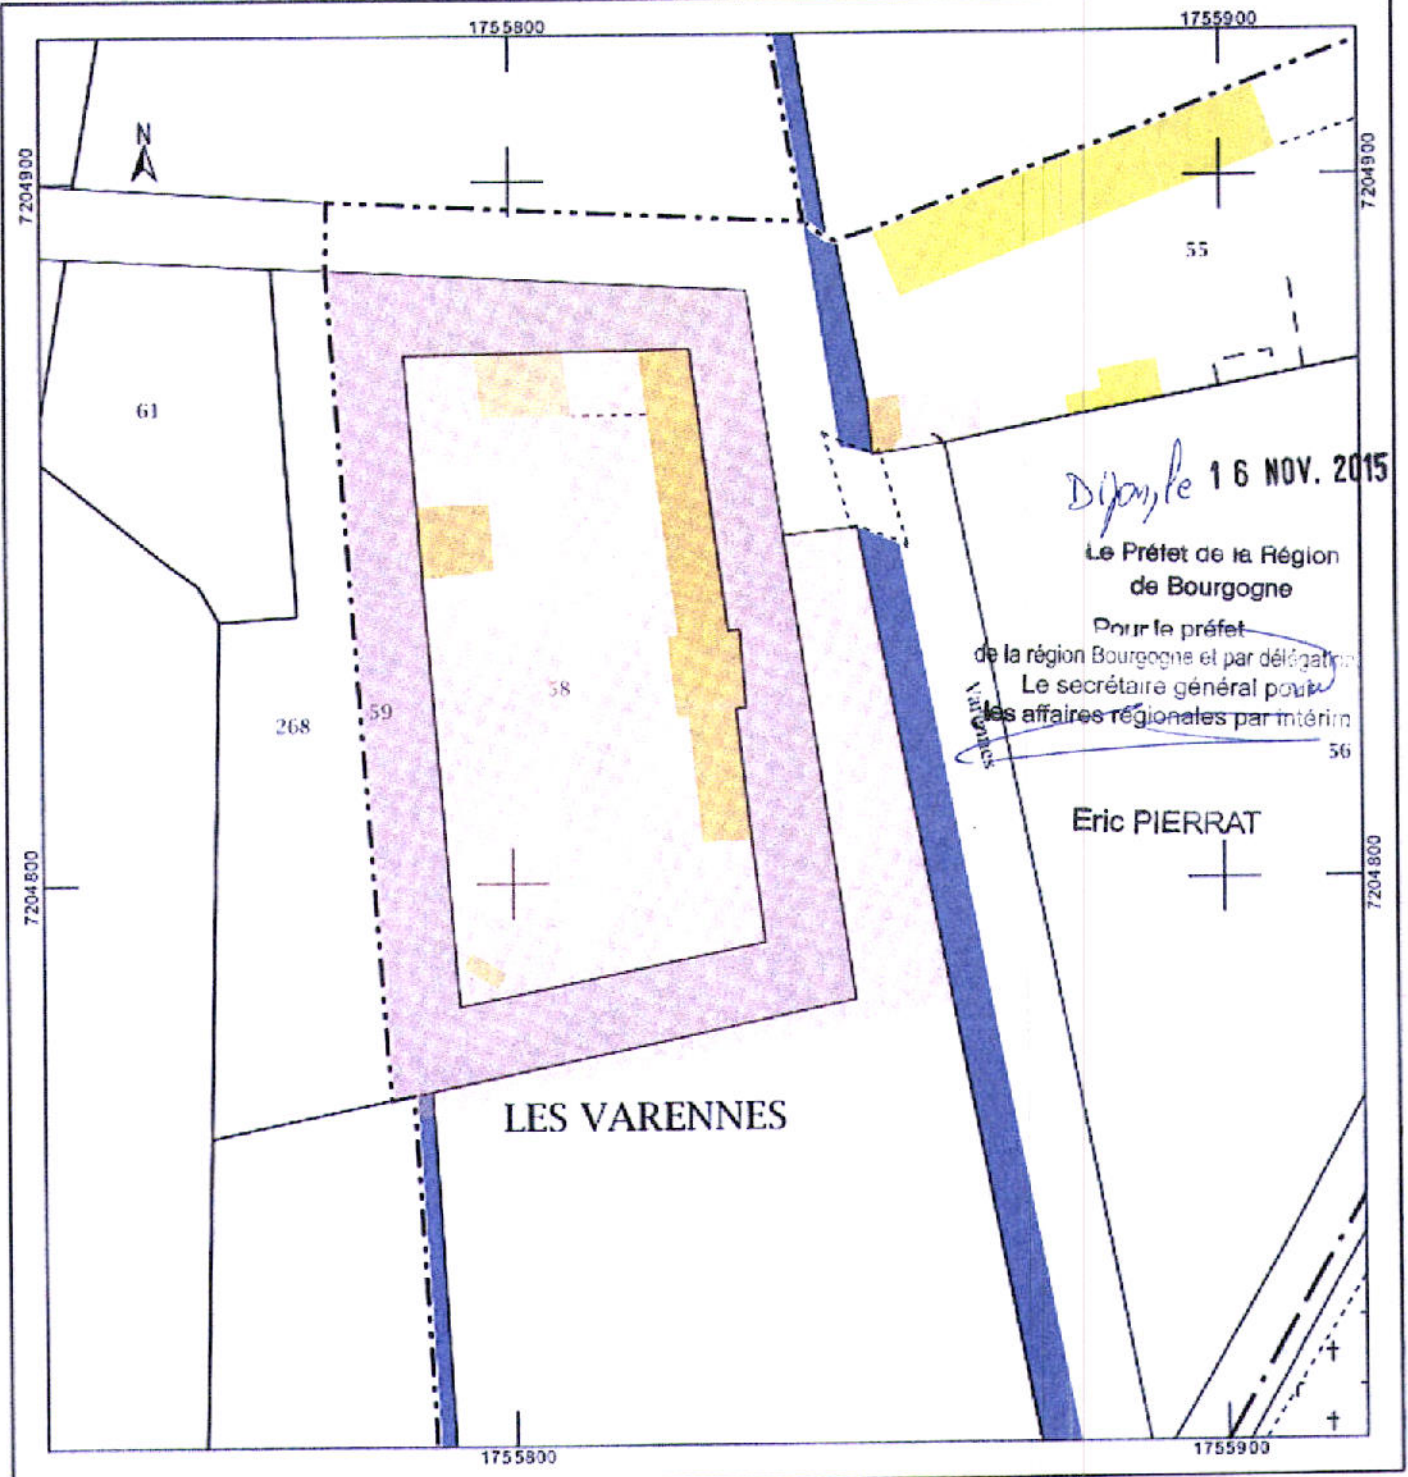 1755800
1755900
N
7204900
7204900
55
61
Dijon, le 16 NOV. 2015
Le Préfet de la Région
de Bourgogne
Pour le préfet
de la région Bourgogne et par délégation
Le secrétaire général pour
les affaires régionales par intérim
Varennes
58
59
268
56
Eric PIERRAT
7204800
7204800
LES VARENNES
1755800
1755900